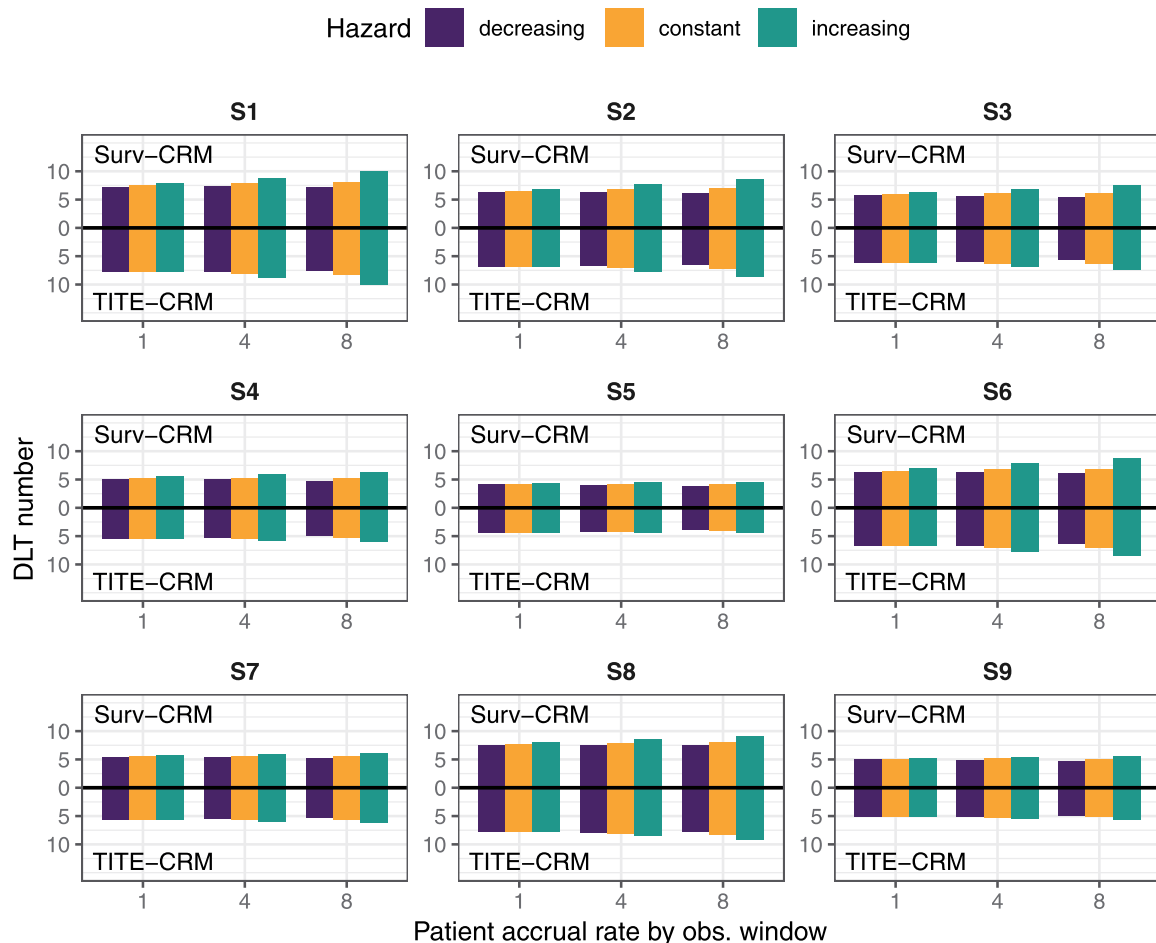 Hazard decreasing constant increasing
S1 S2 S3
Surv−CRM Surv−CRM Surv−CRM
10 10 10
5 5 5
0 0 0
5 5 5
10 10 10
TITE−CRM TITE−CRM TITE−CRM
1 4 8 1 4 8 1 4 8
S4 S5 S6
Surv−CRM Surv−CRM Surv−CRM
10 10 10
5 5 5
0 0 0
5 5 5
10 10 10
TITE−CRM TITE−CRM TITE−CRM
1 4 8 1 4 8 1 4 8
DLT number
S7 S8 S9
Surv−CRM Surv−CRM Surv−CRM
10 10 10
5 5 5
0 0 0
5 5 5
10 10 10
TITE−CRM TITE−CRM TITE−CRM
1 4 8 1 4 8 1 4 8
Patient accrual rate by obs. window